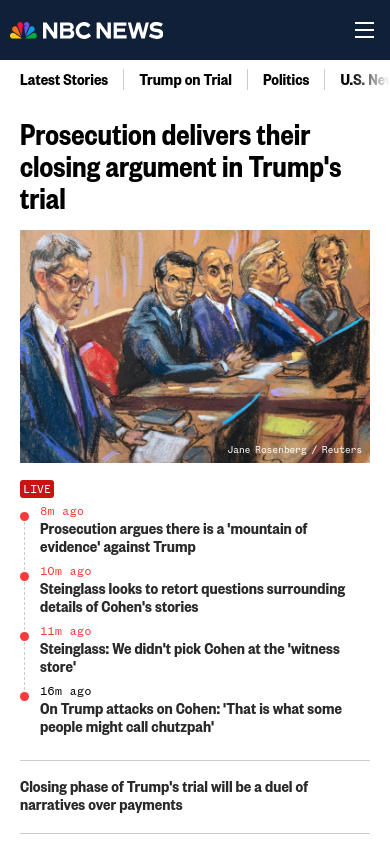 NBC NEWS
Latest Stories
Trump on Trial
Politics
U.S.
Prosecution delivers their
closing argument in Trump's
trial
Jane Rosenberg / Reuters
LIVE
8m ago
Prosecution argues there is a 'mountain of
evidence' against Trump
10m ago
Steinglass looks to retort questions surrounding
details of Cohen's stories
11m ago
Steinglass: We didn't pick Cohen at the 'witness
store'
16m ago
On Trump attacks on Cohen: 'That is what some
people might call chutzpah'
Closing phase of Trump's trial will be a duel of
narratives over payments